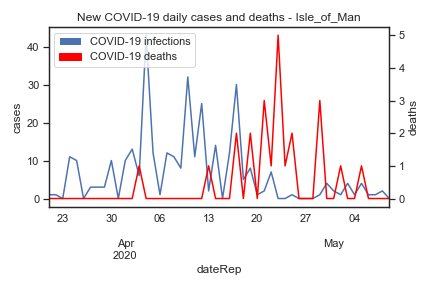 New COVID-19 daily cases and deaths - Isle_of_Man
COVID-19 infections
COVID-19 deaths
40
30
20
10
0
cases
5
4
3
2
1
0
deaths
23
30
06
13
20
27
04
Apr
2020
May
dateRep